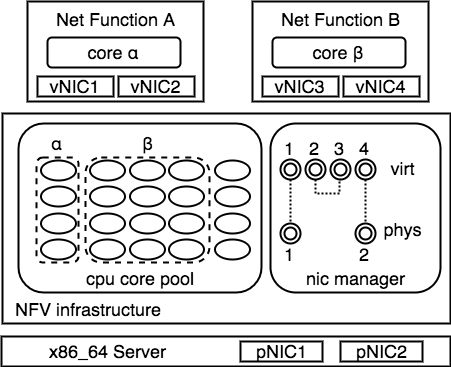 Net Function A
core α
vNIC1 vNIC2
Net Function B
core β
vNIC3 vNIC4
α β
cpu core pool
1 2 3 4
virt
phys
1 2
nic manager
NFV infrastructure
x86_64 Server
pNIC1 pNIC2